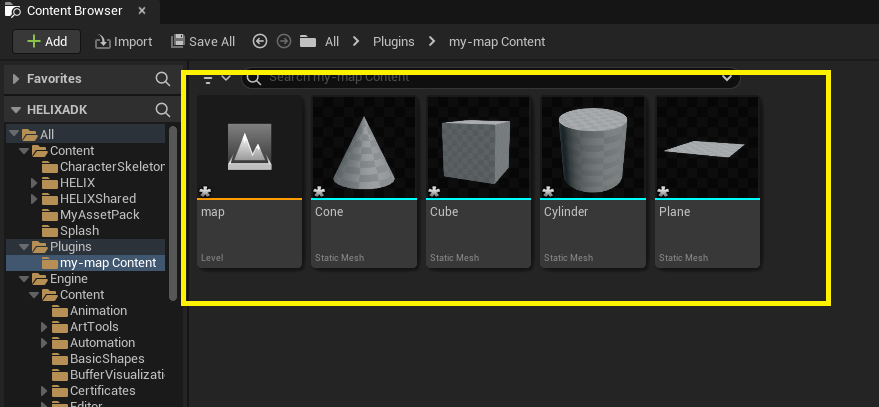 Content Browser
+ Add
Import
Save All
All > Plugins > my-map Content
Favorites
Search my-map Content
HELIXADK
All
Content
CharacterSkeleton
HELIX
HELIXShared
MyAssetPack
Splash
Plugins
my-map Content
Engine
Content
Animation
ArtTools
Automation
BasicShapes
BufferVisualizati
Certificates
Editor
map
Level
Cone
Static Mesh
Cube
Static Mesh
Cylinder
Static Mesh
Plane
Static Mesh